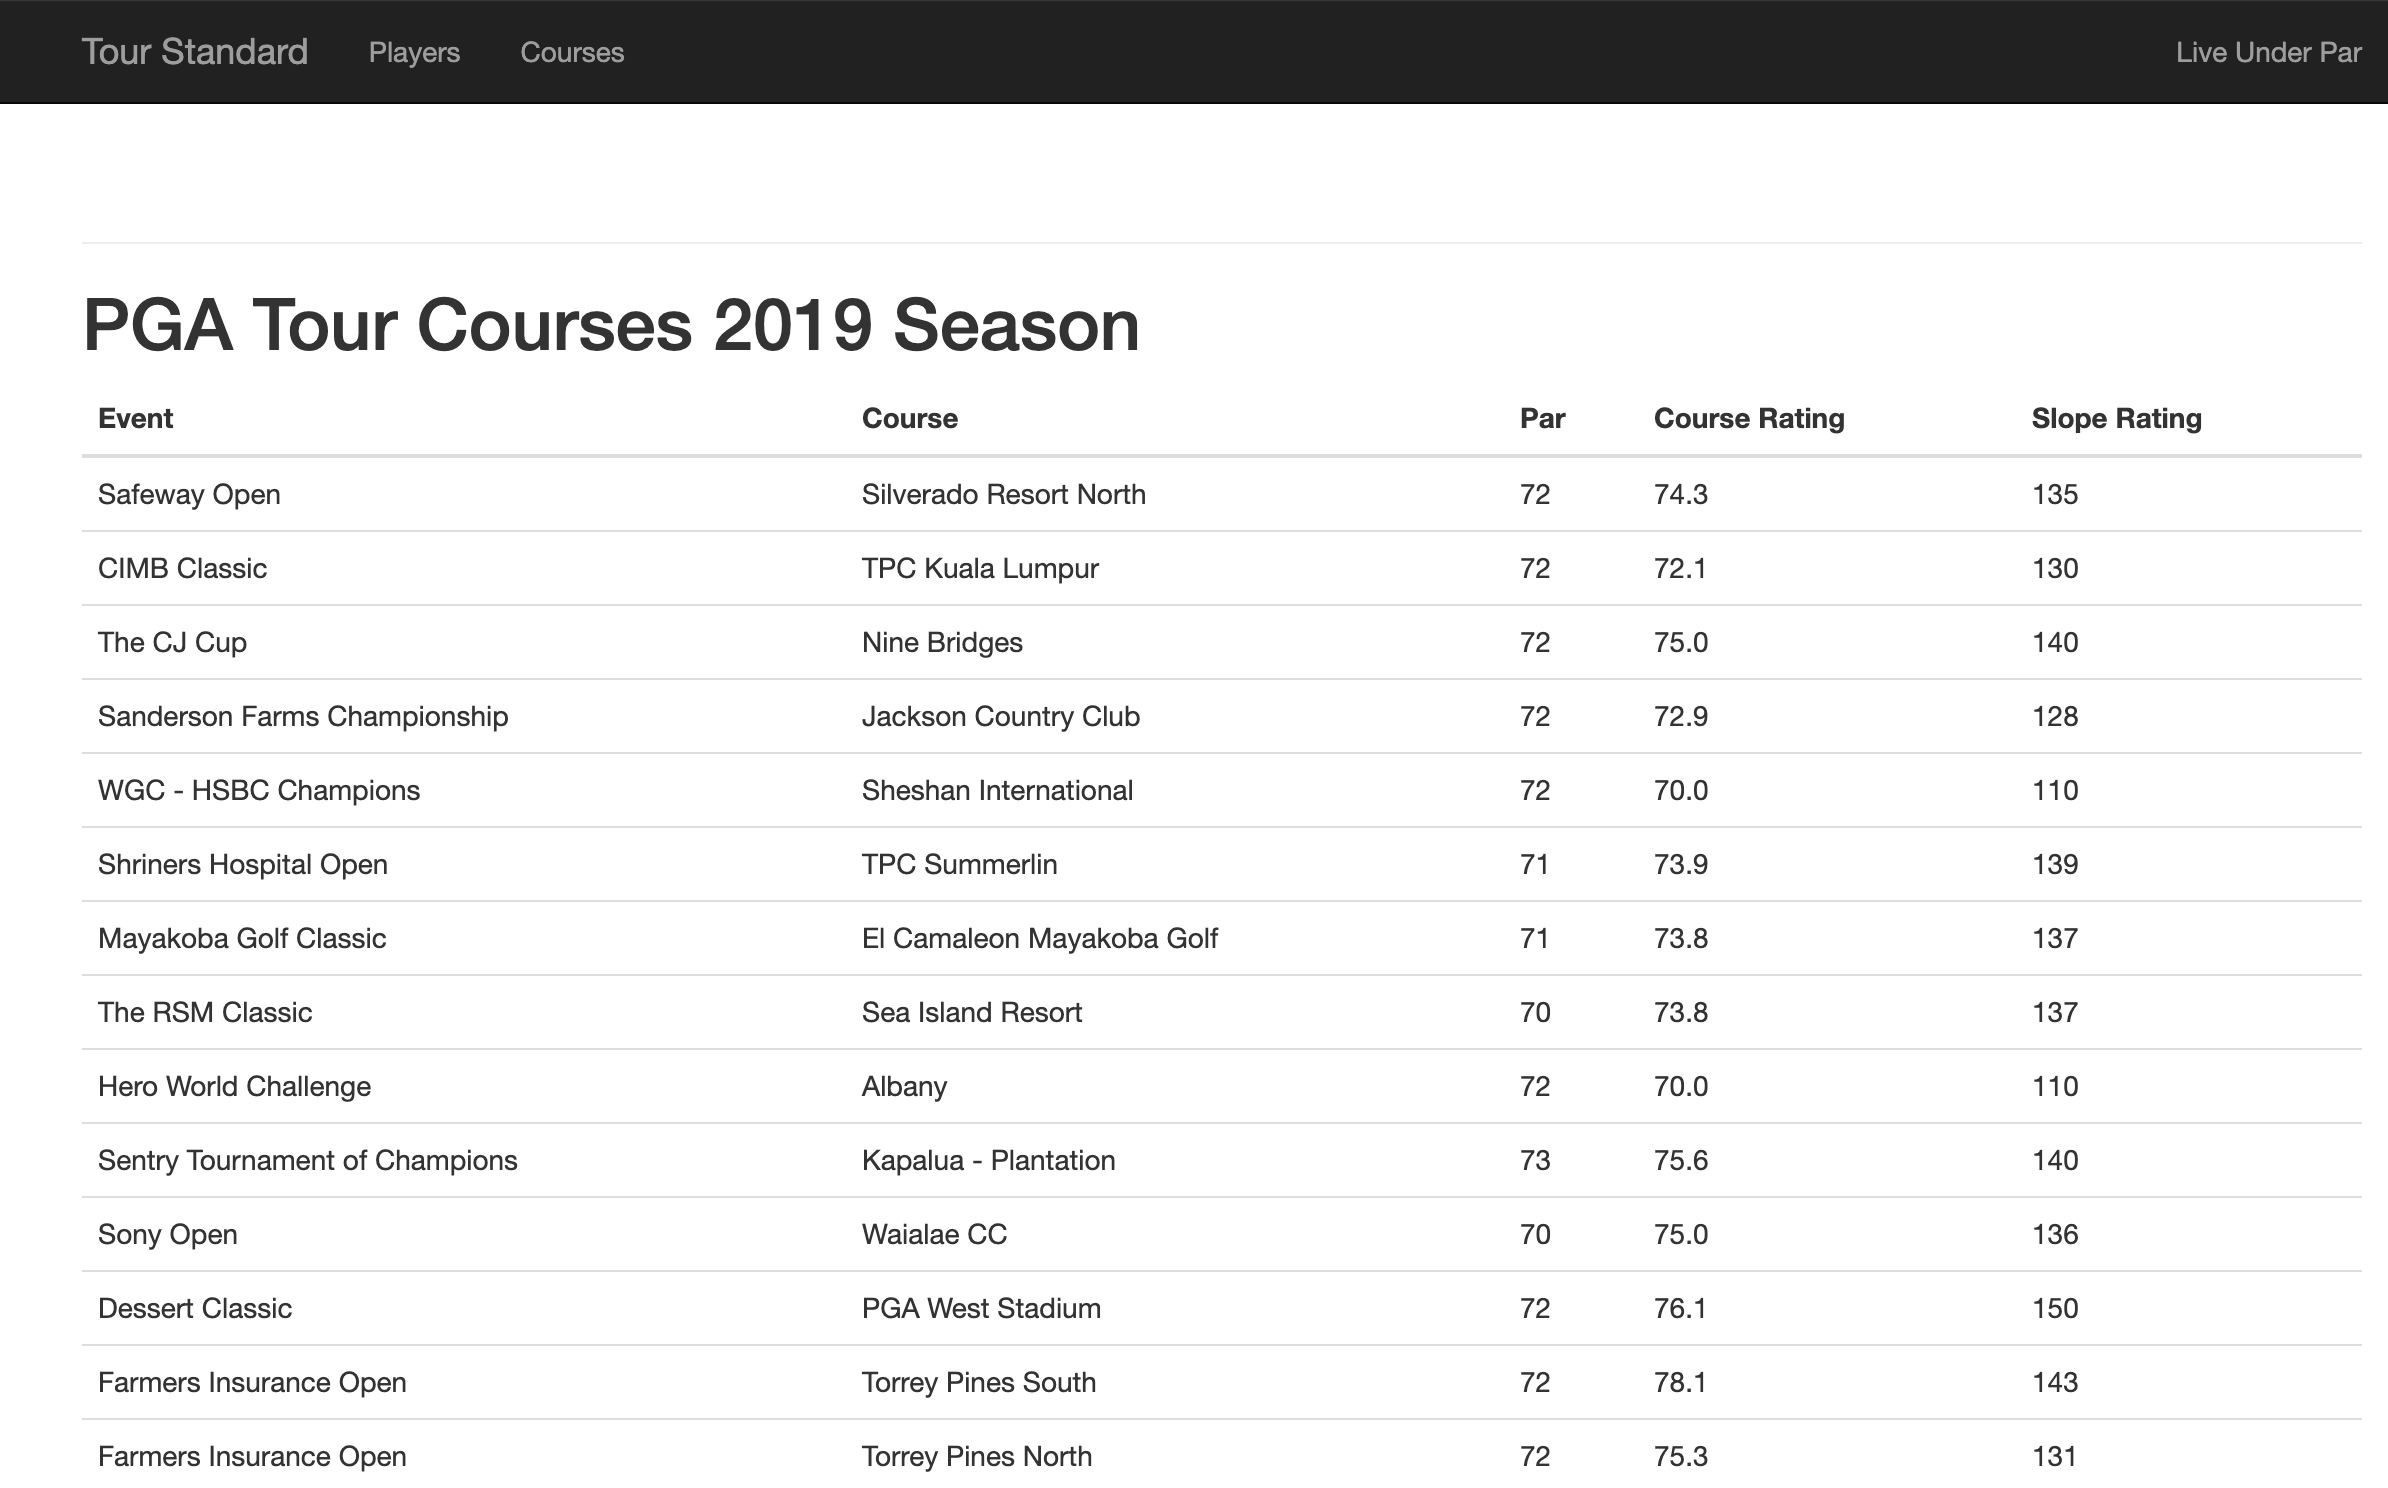 Tour Standard Players Courses Live Under Par
PGA Tour Courses 2019 Season
Event Course Par Course Rating Slope Rating
Safeway Open Silverado Resort North 72 74.3 135
CIMB Classic TPC Kuala Lumpur 72 72.1 130
The CJ Cup Nine Bridges 72 75.0 140
Sanderson Farms Championship Jackson Country Club 72 72.9 128
WGC - HSBC Champions Sheshan International 72 70.0 110
Shriners Hospital Open TPC Summerlin 71 73.9 139
Mayakoba Golf Classic El Camaleon Mayakoba Golf 71 73.8 137
The RSM Classic Sea Island Resort 70 73.8 137
Hero World Challenge Albany 72 70.0 110
Sentry Tournament of Champions Kapalua - Plantation 73 75.6 140
Sony Open Waialae CC 70 75.0 136
Dessert Classic PGA West Stadium 72 76.1 150
Farmers Insurance Open Torrey Pines South 72 78.1 143
Farmers Insurance Open Torrey Pines North 72 75.3 131